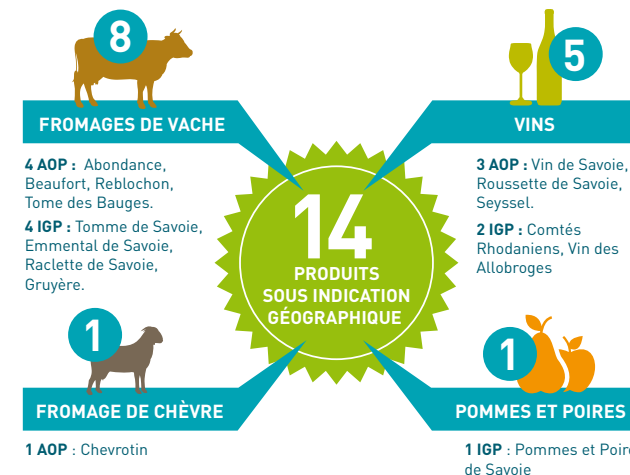 8
FROMAGES DE VACHE
4 AOP : Abondance,
Beaufort, Reblochon,
Tome des Bauges.
4 IGP : Tomme de Savoie,
Emmental de Savoie,
Raclette de Savoie,
Gruyère.
5
VINS
3 AOP : Vin de Savoie,
Roussette de Savoie,
Seyssel.
2 IGP : Comtés
Rhodaniens, Vin des
Allobroges
14
PRODUITS
SOUS INDICATION
GÉOGRAPHIQUE
1
FROMAGE DE CHÈVRE
1 AOP : Chevrotin
1
POMMES ET POIRES
1 IGP : Pommes et Poire
de Savoie